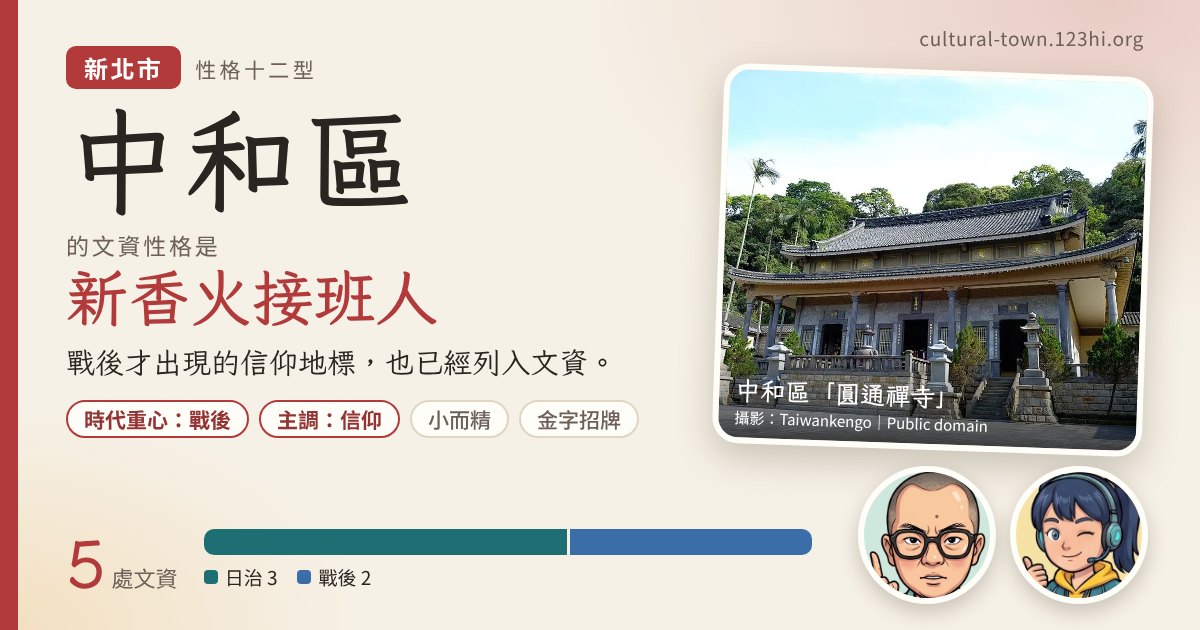 cultural-town.123hi.org
新北市
性格十二型
中和區
的文資性格是
新香火接班人
戰後才出現的信仰地標，也已經列入文資。
時代重心：戰後
主調：信仰
小而精
金字招牌
中和區「圓通禪寺」
攝影：Taiwankengo｜Public domain
5 處文資
日治 3
戰後 2